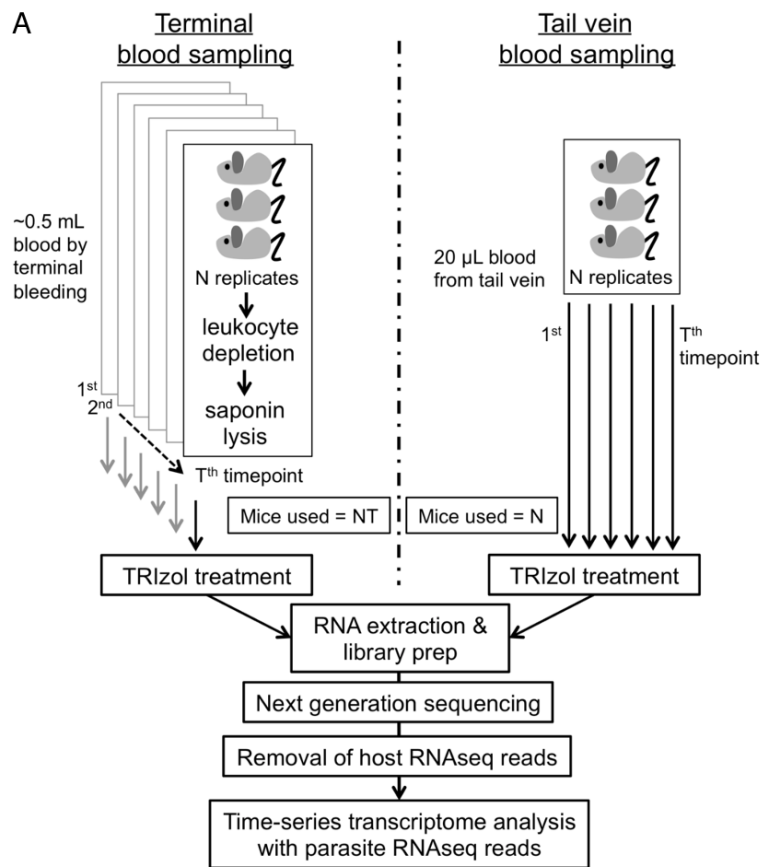 A
Terminal
blood sampling
Tail vein
blood sampling
~0.5 mL
blood by
terminal
bleeding
N replicates
leukocyte
depletion
saponin
lysis
1st
2nd
Tth timepoint
20 µL blood
from tail vein
N replicates
1st
Tth
timepoint
Mice used = NT
Mice used = N
TRIzol treatment
TRIzol treatment
RNA extraction &
library prep
Next generation sequencing
Removal of host RNAseq reads
Time-series transcriptome analysis
with parasite RNAseq reads